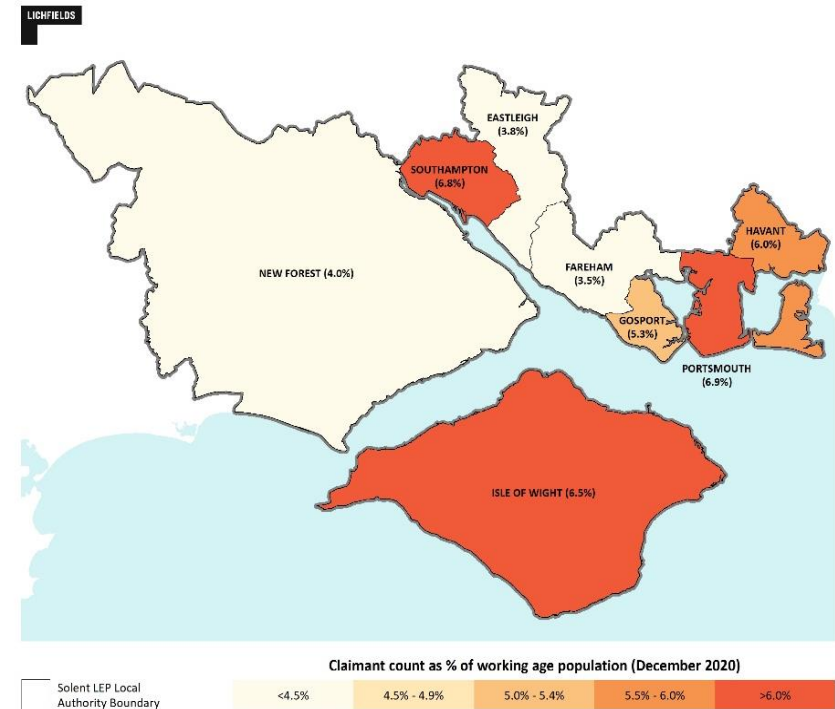 LICHFIELDS
EASTLEIGH
(3.8%)
SOUTHAMPTON
(6.8%)
HAVANT
(6.0%)
NEW FOREST (4.0%)
FAREHAM
(3.5%)
GOSPORT
(5.3%)
PORTSMOUTH
(6.9%)
ISLE OF WIGHT (6.5%)
Claimant count as % of working age population (December 2020)
Solent LEP Local
Authority Boundary
<4.5%
4.5% - 4.9%
5.0% - 5.4%
5.5% - 6.0%
>6.0%